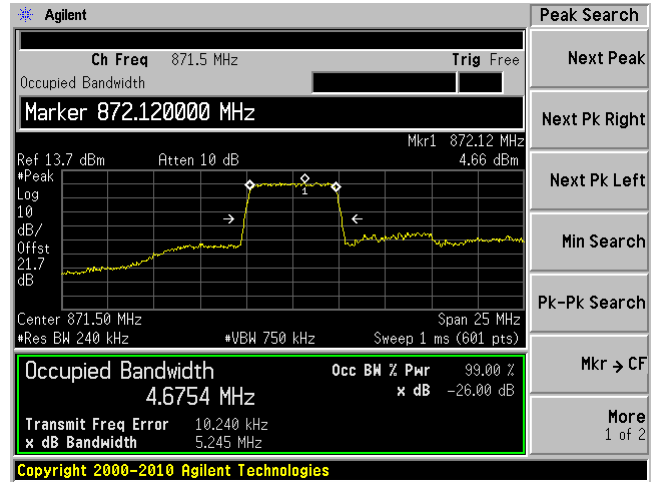 Agilent
Peak Search
Ch Freq 871.5 MHz Trig Free
Occupied Bandwidth
Marker 872.120000 MHz
Mkr1 872.12 MHz
Ref 13.7 dBm Atten 10 dB 4.66 dBm
#Peak
Log
10
dB/
Offst
21.7
dB
1
Center 871.50 MHz Span 25 MHz
#Res BW 240 kHz #VBW 750 kHz Sweep 1 ms (601 pts)
Occupied Bandwidth Occ BW % Pwr 99.00 %
4.6754 MHz x dB -26.00 dB
Transmit Freq Error 10.240 kHz
x dB Bandwidth 5.245 MHz
Copyright 2000-2010 Agilent Technologies
Next Peak
Next Pk Right
Next Pk Left
Min Search
Pk-Pk Search
Mkr → CF
More
1 of 2